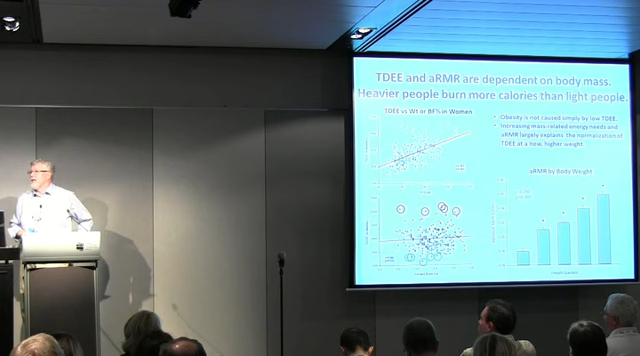 TDEE and aRMR are dependent on body mass.
Heavier people burn more calories than light people.
TDEE vs Wt or BF% in Women
• Obesity is not caused simply by low TDEE.
• Increasing mass-related energy needs and
aRMR largely explains the normalization of
TDEE at a new, higher weight.
aRMR by Body Weight